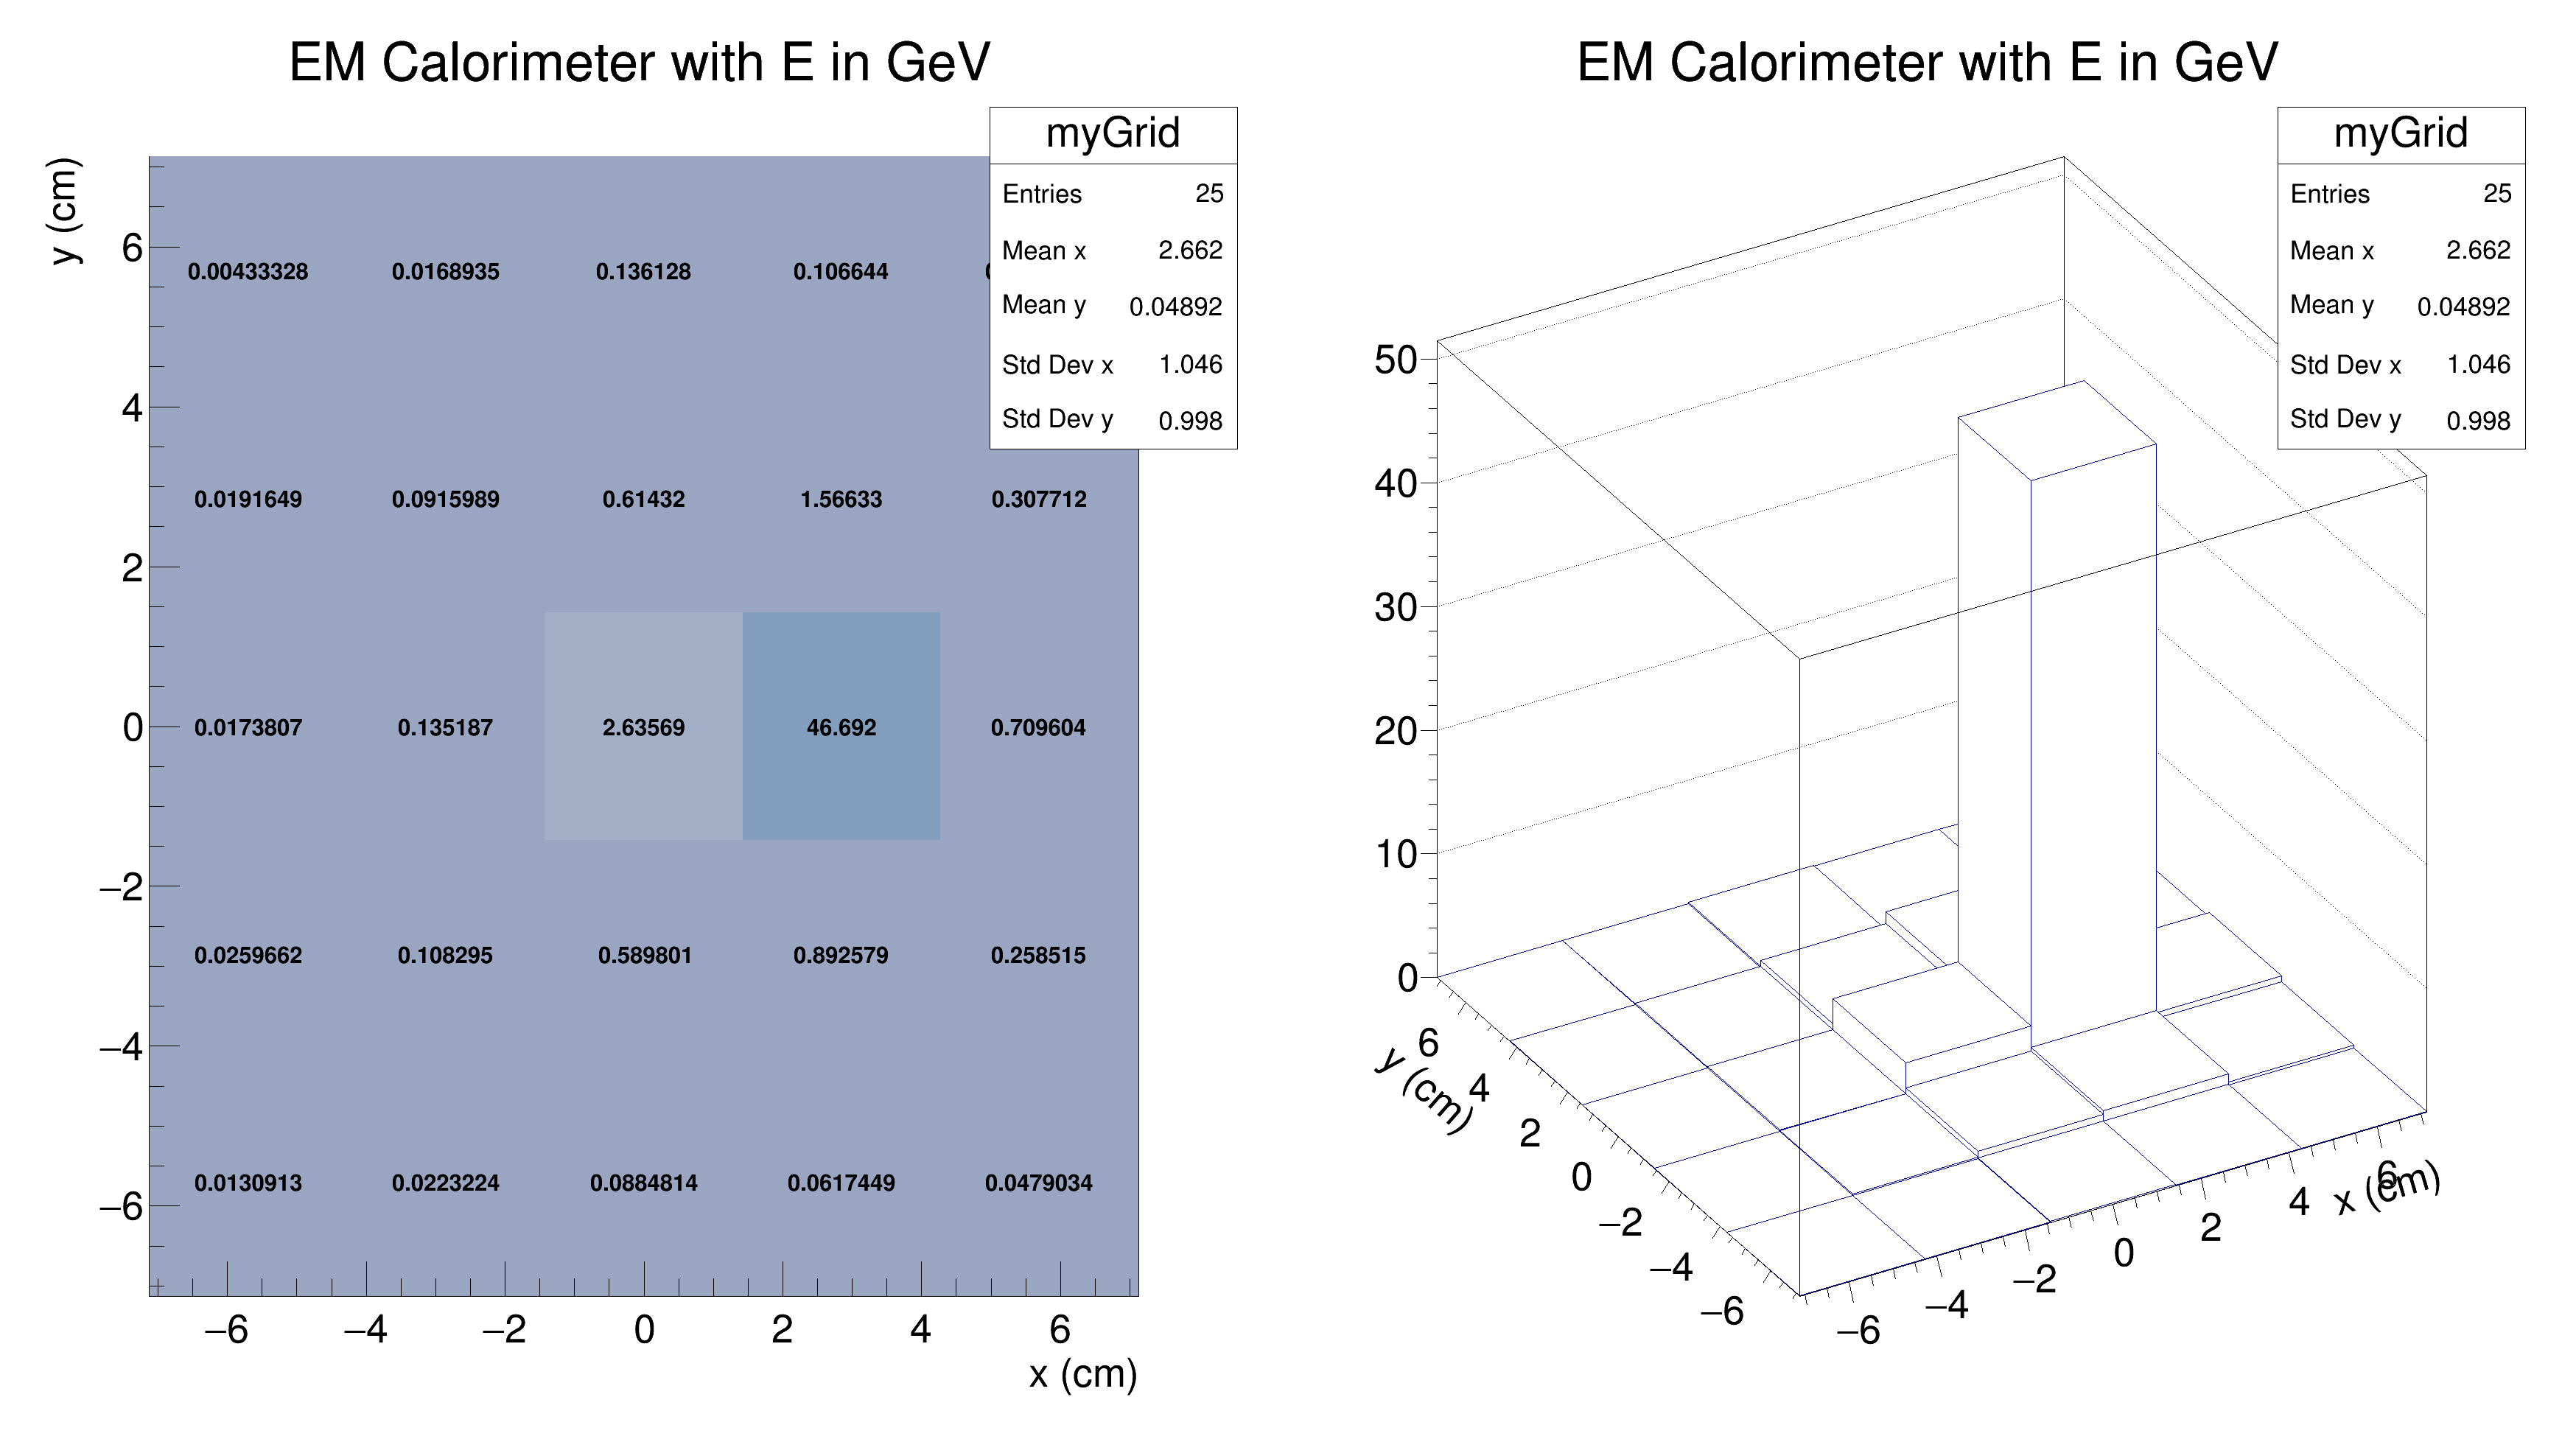 EM Calorimeter with E in GeV
myGrid
Entries 25
Mean x 2.662
Mean y 0.04892
Std Dev x 1.046
Std Dev y 0.998
y (cm)
6
4
2
0
−2
−4
−6
0.00433328 0.0168935 0.136128 0.106644
0.0191649 0.0915989 0.61432 1.56633 0.307712
0.0173807 0.135187 2.63569 46.692 0.709604
0.0259662 0.108295 0.589801 0.892579 0.258515
0.0130913 0.0223224 0.0884814 0.0617449 0.0479034
−6 −4 −2 0 2 4 6
x (cm)
EM Calorimeter with E in GeV
myGrid
Entries 25
Mean x 2.662
Mean y 0.04892
Std Dev x 1.046
Std Dev y 0.998
50
40
30
20
10
0
6
4
2
0
−2
−4
−6
y (cm)
−6
−4
−2
0
2
4
6
x (cm)